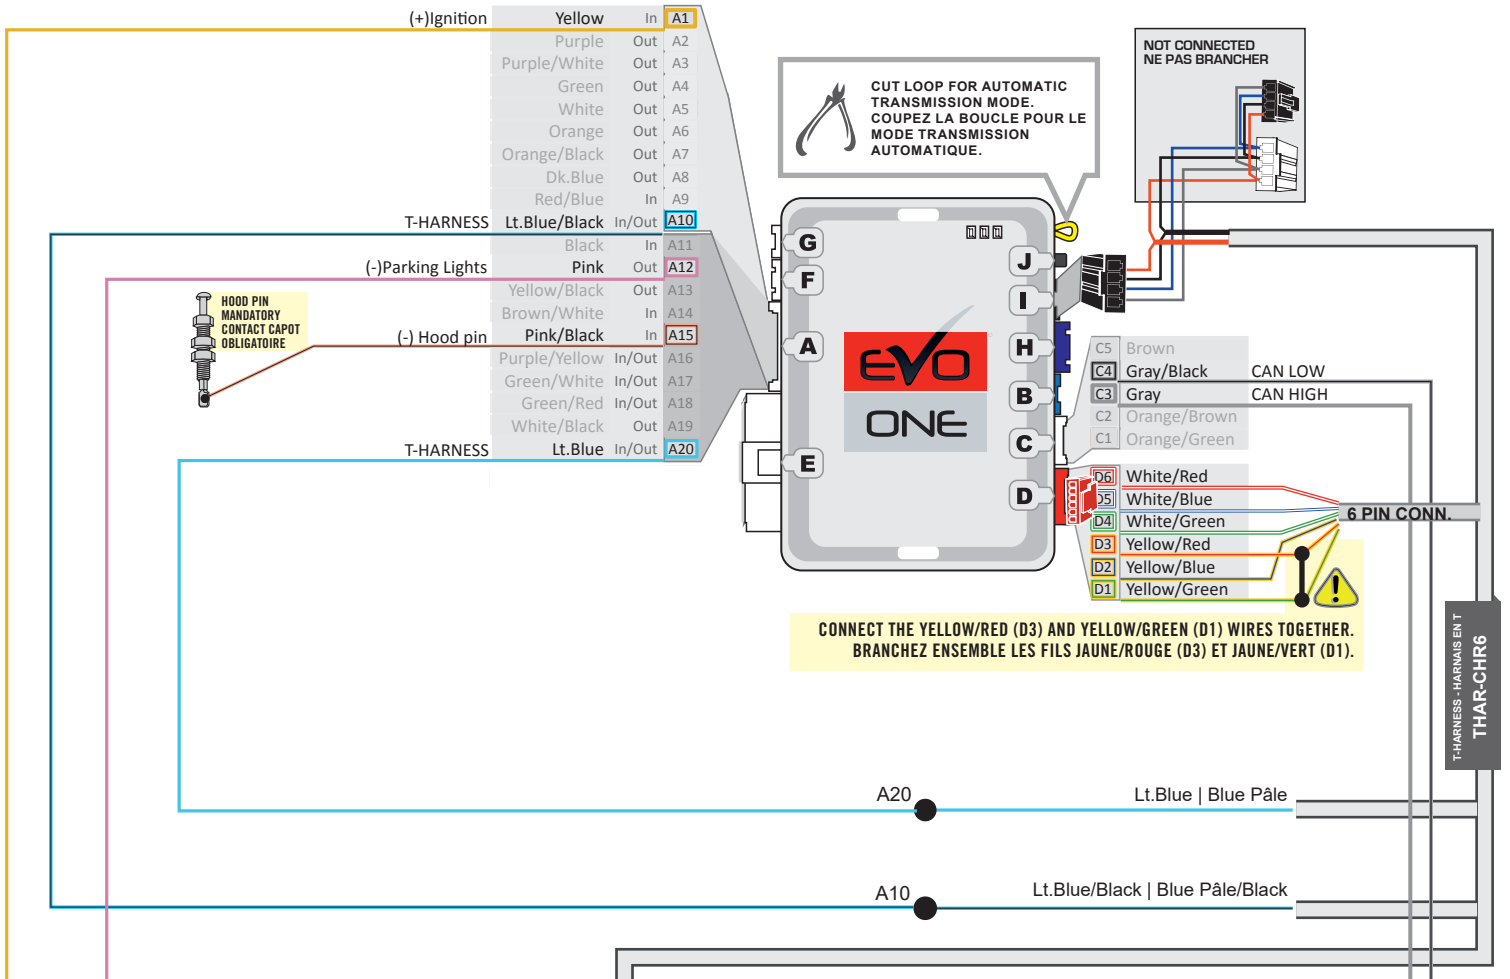 (+)Ignition Yellow In A1
Purple Out A2
Purple/White Out A3
Green Out A4
White Out A5
Orange Out A6
Orange/Black Out A7
Dk.Blue Out A8
Red/Blue In A9
T-HARNESS Lt.Blue/Black In/Out A10
Black In A11
(-)Parking Lights Pink Out A12
Yellow/Black Out A13
Brown/White In A14
(-) Hood pin Pink/Black In A15
Purple/Yellow In/Out A16
Green/White In/Out A17
Green/Red In/Out A18
White/Black Out A19
T-HARNESS Lt.Blue In/Out A20
HOOD PIN
MANDATORY
CONTACT CAPOT
OBLIGATOIRE
CUT LOOP FOR AUTOMATIC
TRANSMISSION MODE.
COUPEZ LA BOUCLE POUR LE
MODE TRANSMISSION
AUTOMATIQUE.
NOT CONNECTED
NE PAS BRANCHER
G
F
A
E
J
I
H
B
C
D
EVO
ONE
C5 Brown
C4 Gray/Black CAN LOW
C3 Gray CAN HIGH
C2 Orange/Brown
C1 Orange/Green
D6 White/Red
D5 White/Blue
D4 White/Green
D3 Yellow/Red
D2 Yellow/Blue
D1 Yellow/Green
6 PIN CONN.
!
CONNECT THE YELLOW/RED (D3) AND YELLOW/GREEN (D1) WIRES TOGETHER.
BRANCHEZ ENSEMBLE LES FILS JAUNE/ROUGE (D3) ET JAUNE/VERT (D1).
T-HARNESS - HARNAIS EN T
THAR-CHR6
A20 Lt.Blue | Blue Pâle
A10 Lt.Blue/Black | Blue Pâle/Black